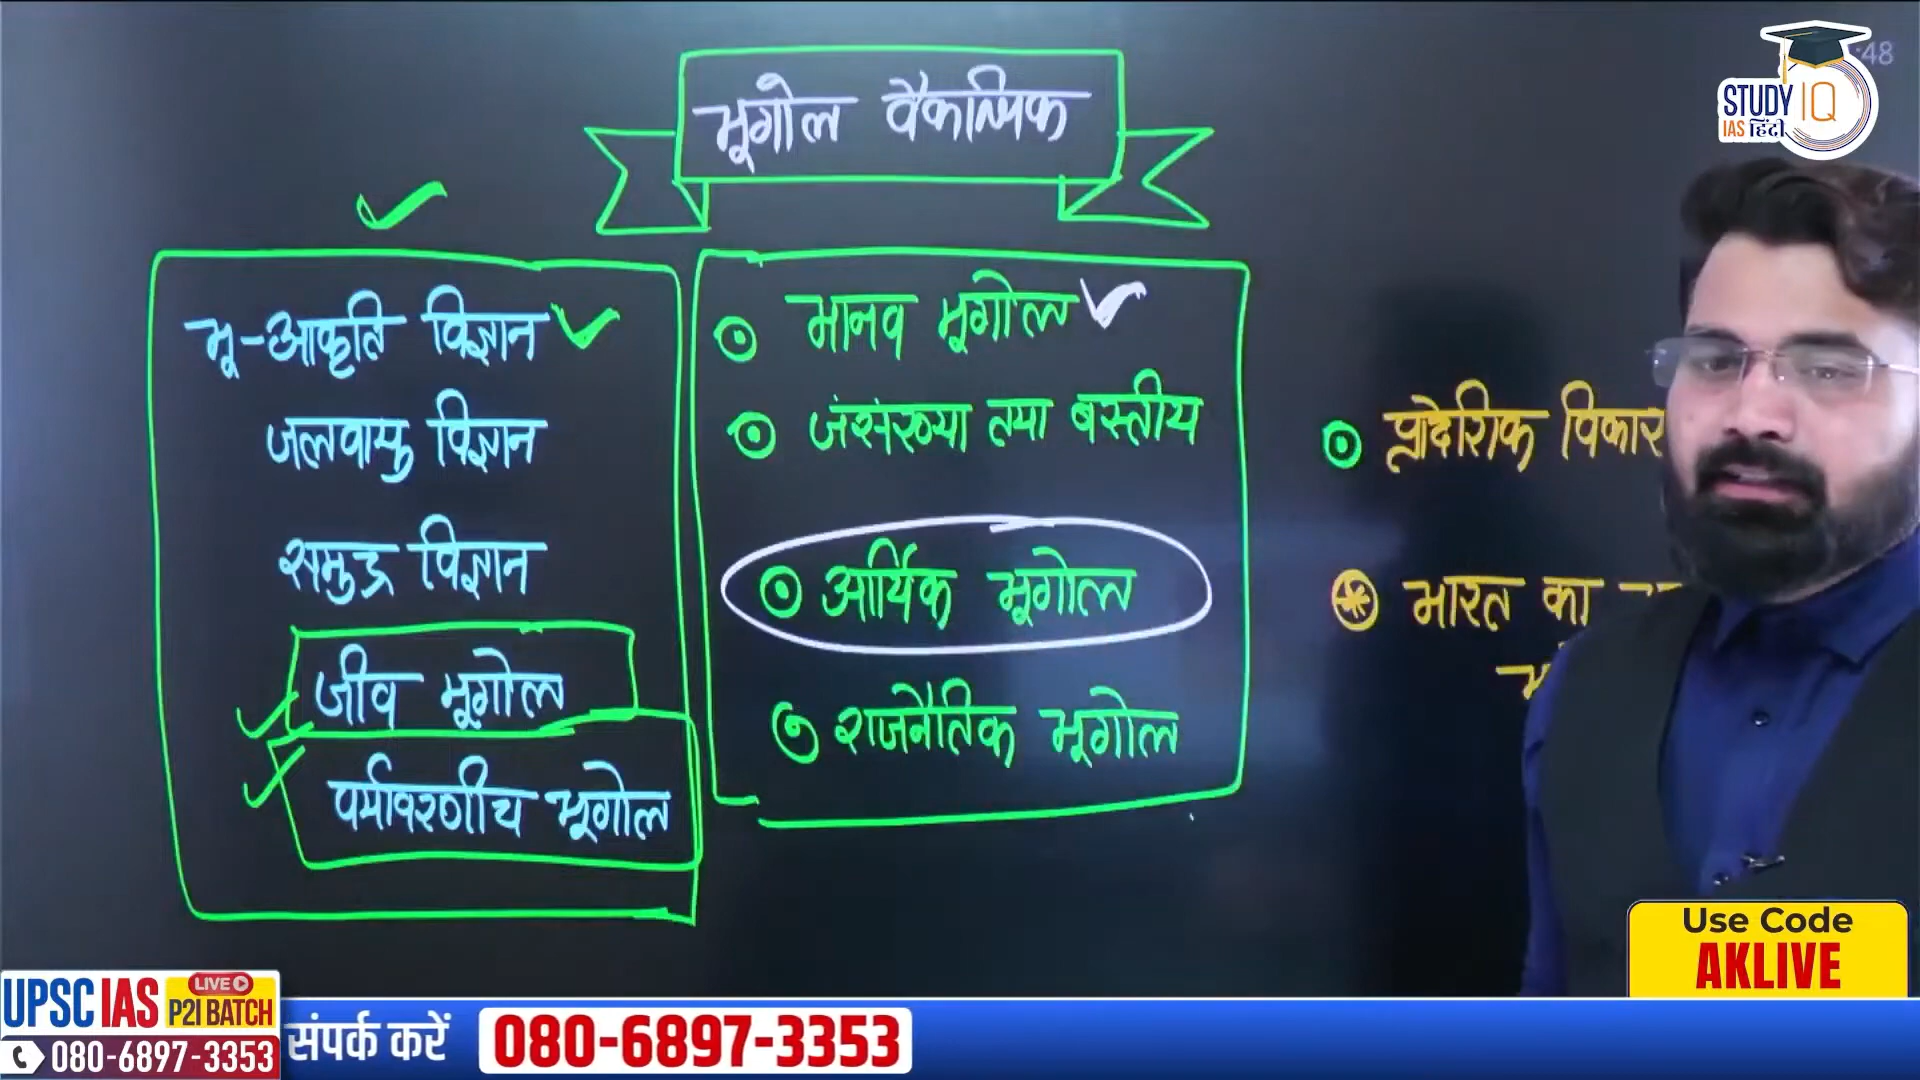 :48
STUDY IQ
IAS हिंदी
भूगोल वैकल्पिक
भू-आकृति विज्ञान
जलवायु विज्ञान
समुद्र विज्ञान
जीव भूगोल
पर्यावरणीय भूगोल
मानव भूगोल
जंसंख्या तथा बस्तीय
आर्थिक भूगोल
राजनैतिक भूगोल
प्रादेशिक विकास
भारत का
Use Code
AKLIVE
UPSC IAS LIVE P2I BATCH
080-6897-3353
संपर्क करें 080-6897-3353